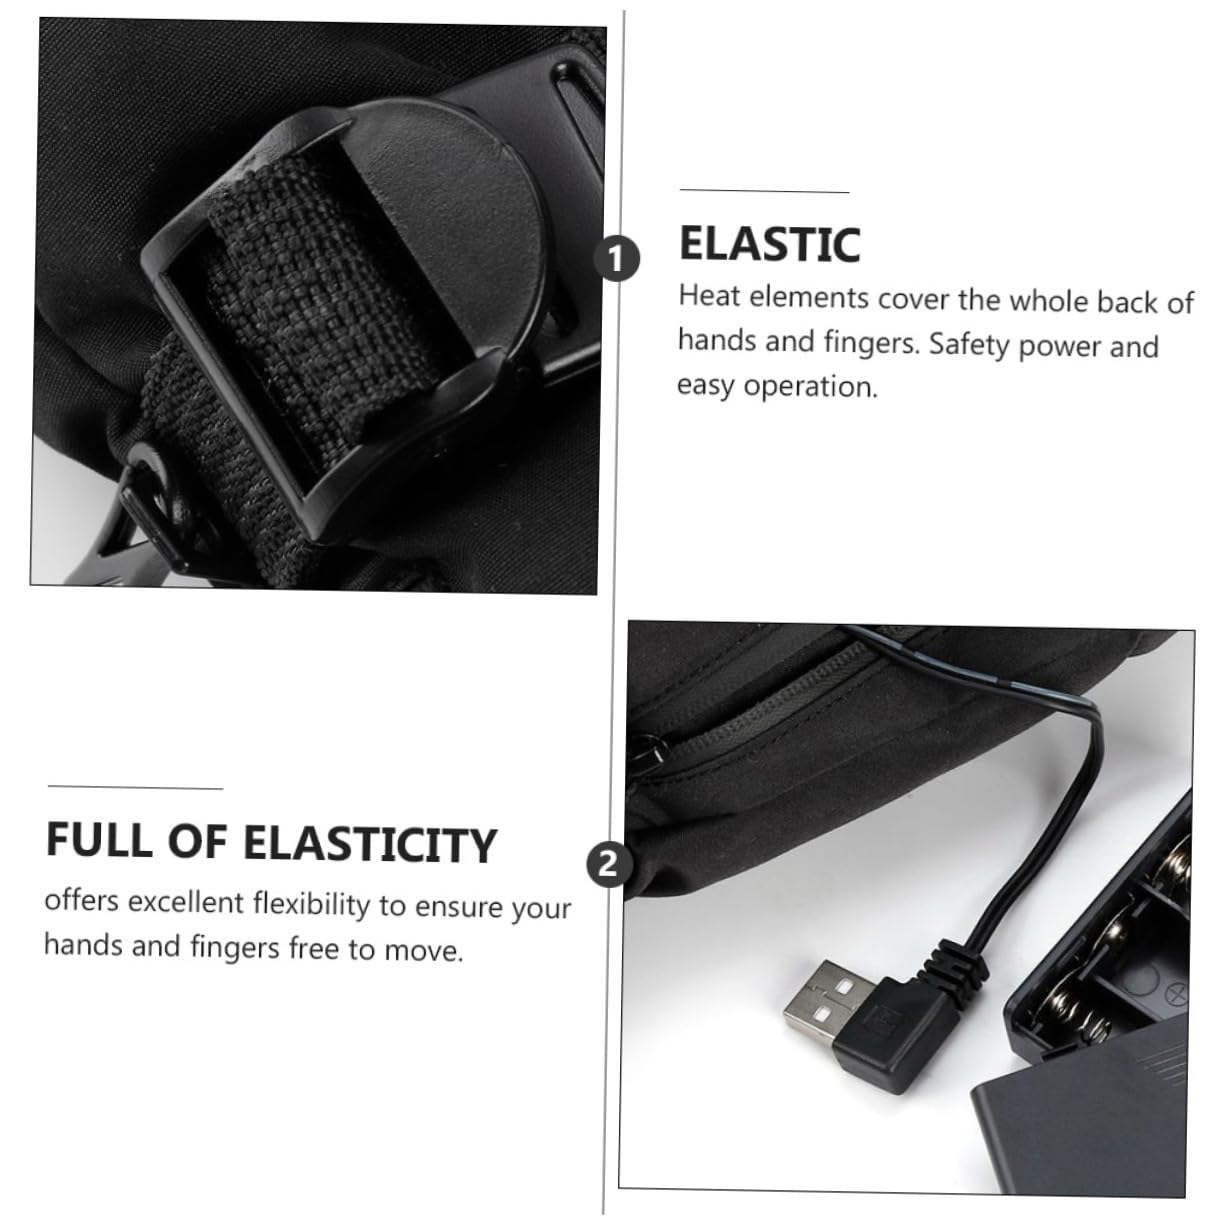 1
ELASTIC
Heat elements cover the whole back of
hands and fingers. Safety power and
easy operation.
FULL OF ELASTICITY
2
offers excellent flexibility to ensure your
hands and fingers free to move.